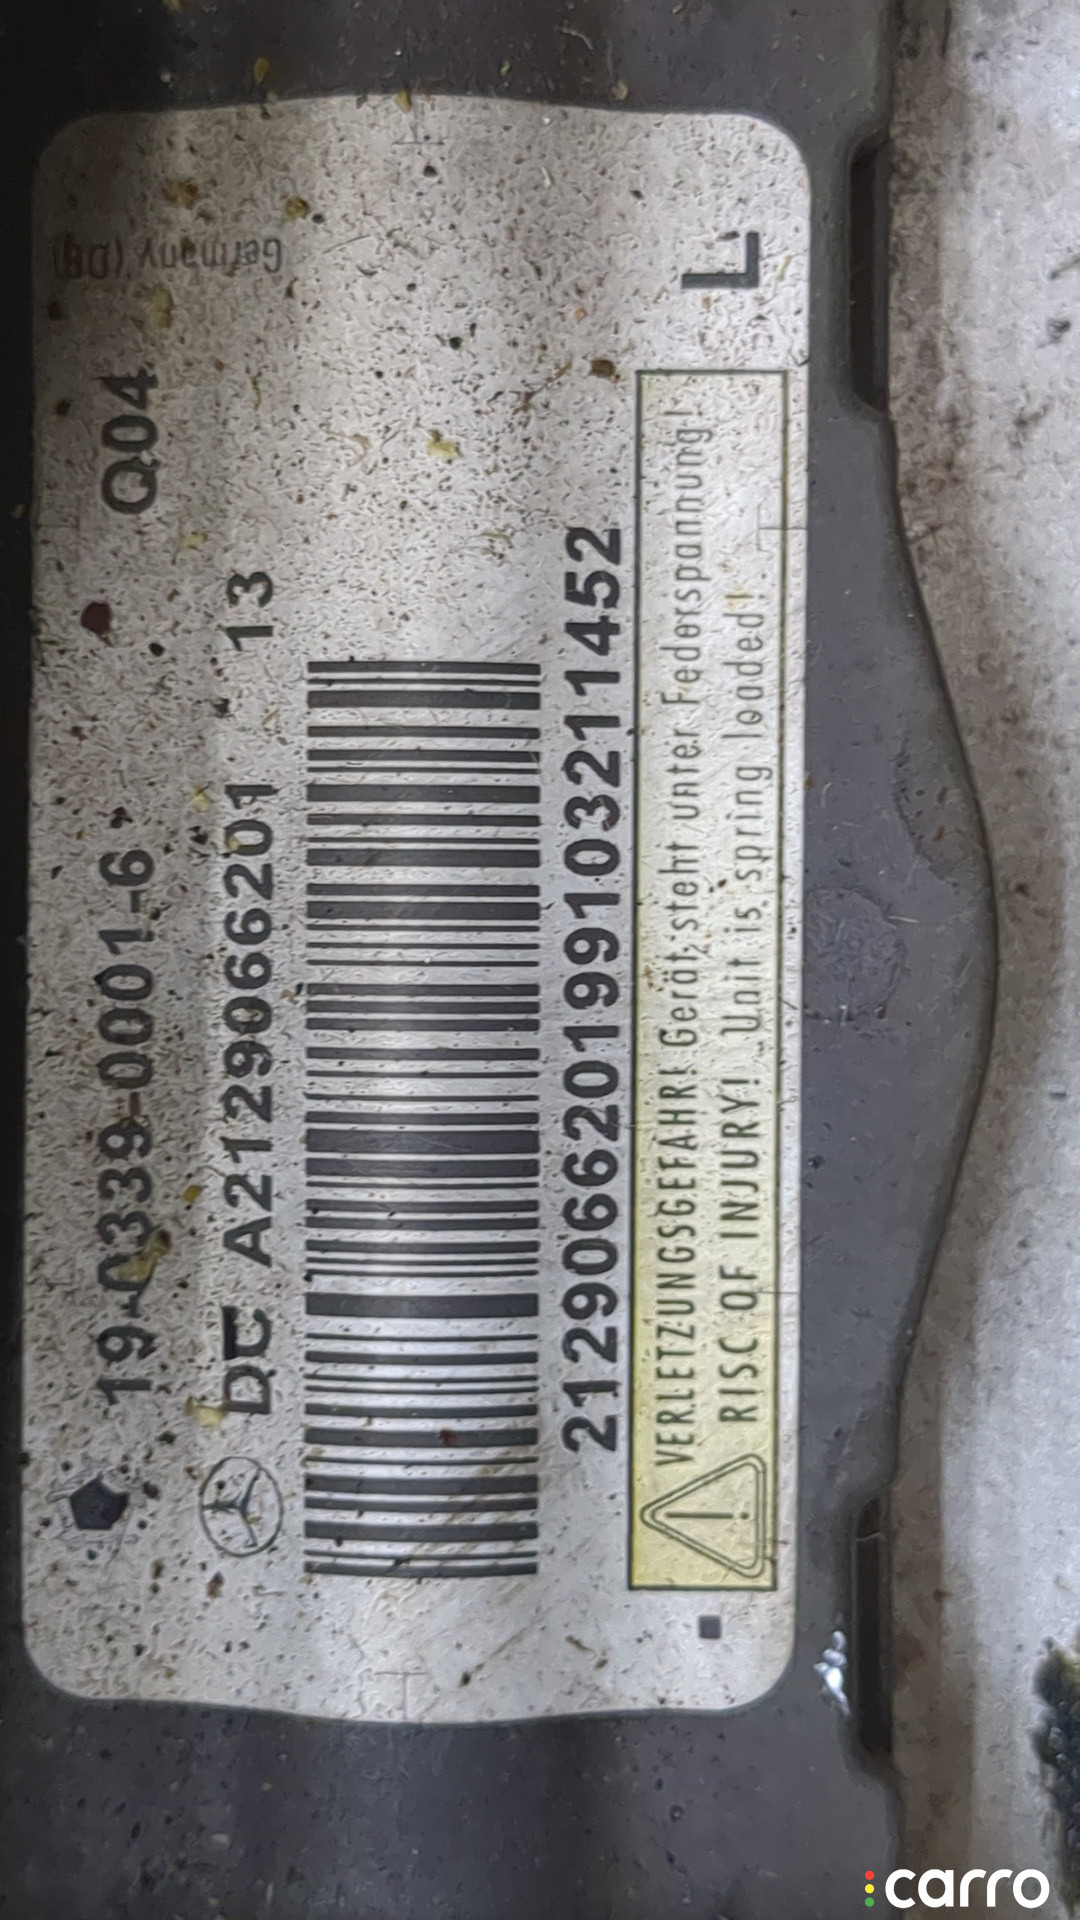 19-0339-0001-6 Q04
Germany (DB)
DC A2129066201 13
212906620199103211452
VERLETZUNGSGEFAHR! Gerät steht unter Federspannung!
RISC OF INJURY! Unit is spring loaded!
L
carro